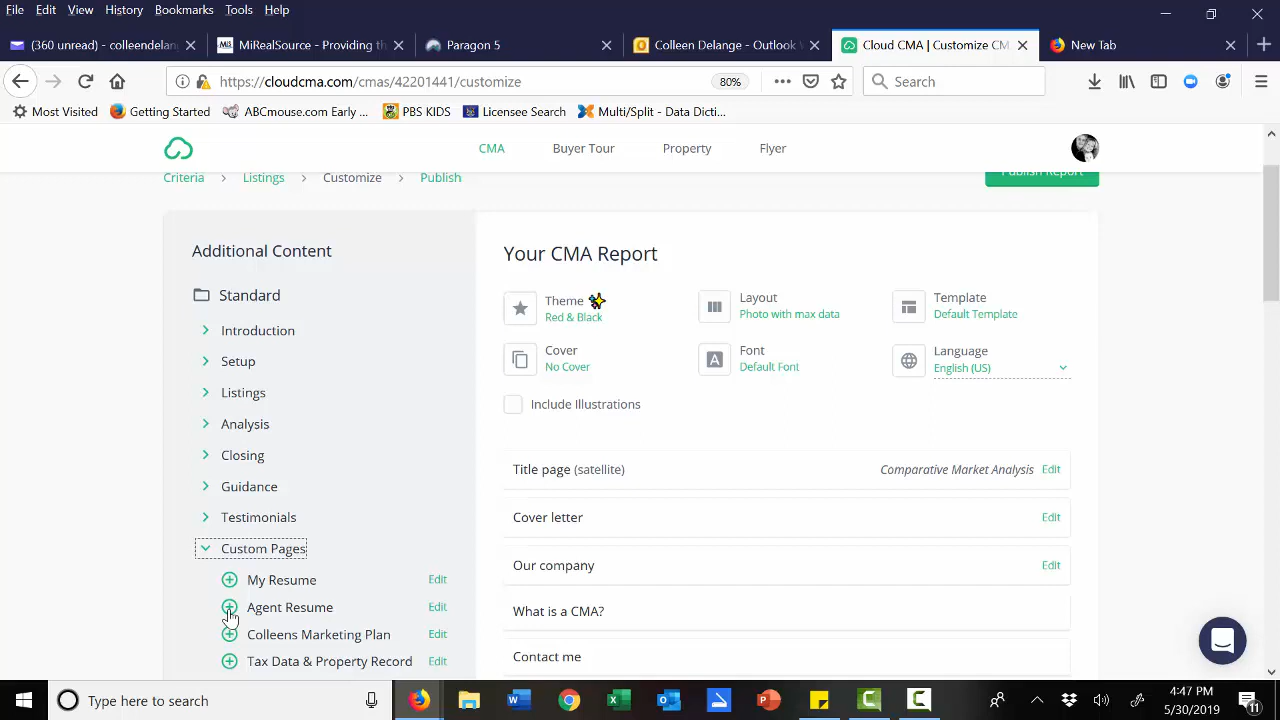 File Edit View History Bookmarks Tools Help
(360 unread) - colleendelang
MiRealSource - Providing th
Paragon 5
Colleen Delange - Outlook
Cloud CMA | Customize CM
New Tab
https://cloudcma.com/cmas/42201441/customize
80%
Search
Most Visited
Getting Started
ABCmouse.com Early ...
PBS KIDS
Licensee Search
Multi/Split - Data Dicti...
CMA
Buyer Tour
Property
Flyer
Criteria > Listings > Customize > Publish
Publish Report
Additional Content
Standard
Introduction
Setup
Listings
Analysis
Closing
Guidance
Testimonials
Custom Pages
My Resume Edit
Agent Resume Edit
Colleens Marketing Plan Edit
Tax Data & Property Record Edit
Your CMA Report
Theme
Red & Black
Layout
Photo with max data
Template
Default Template
Cover
No Cover
Font
Default Font
Language
English (US)
Include Illustrations
Title page (satellite) Comparative Market Analysis Edit
Cover letter Edit
Our company Edit
What is a CMA?
Contact me
Type here to search
4:47 PM
5/30/2019
11